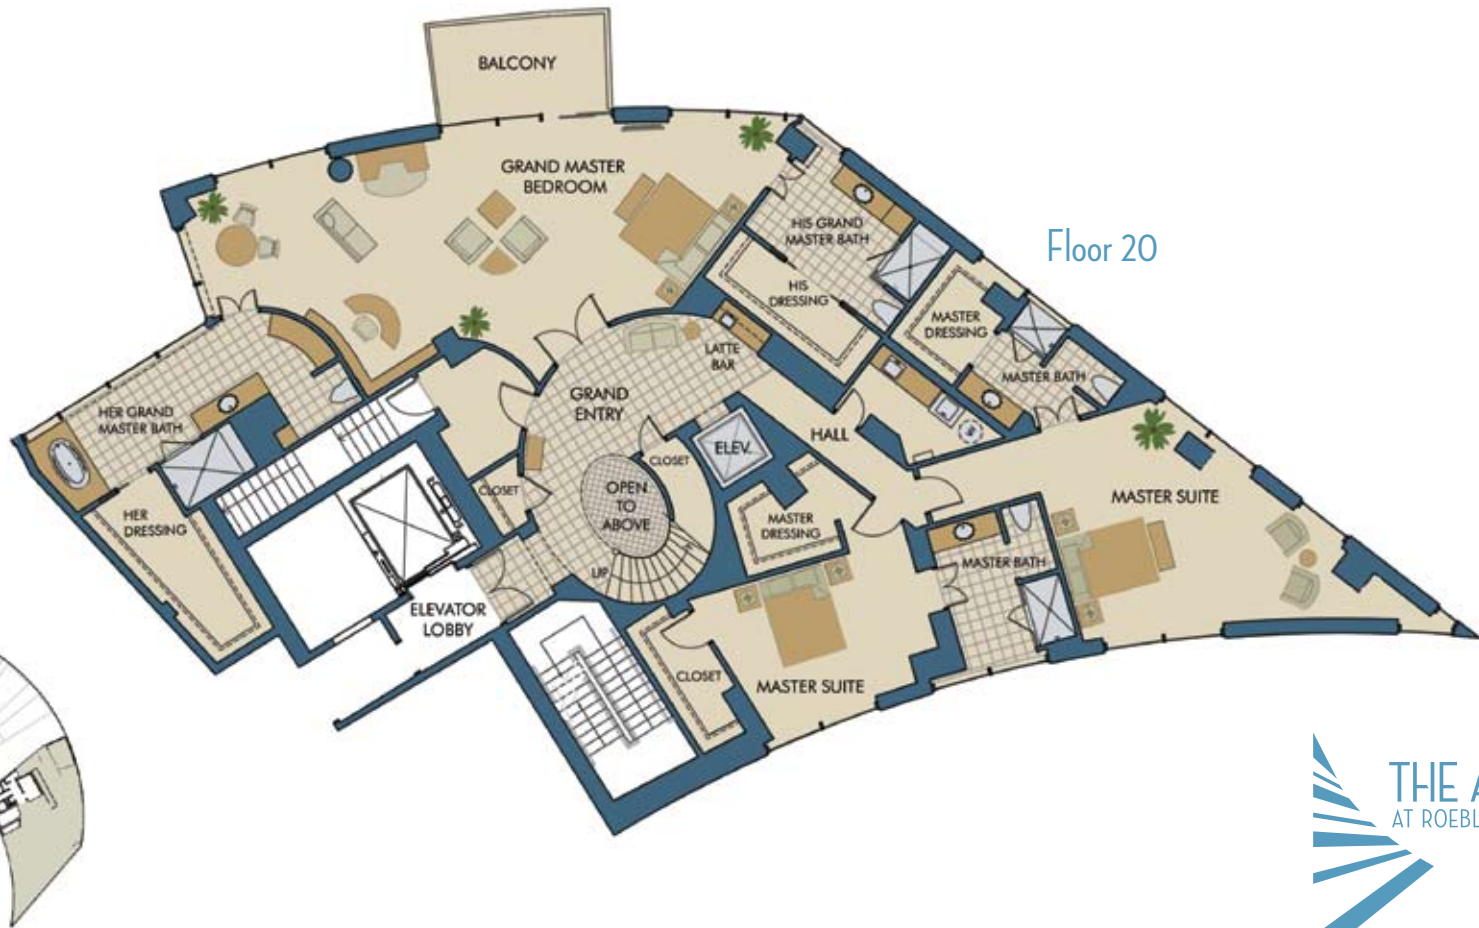 BALCONY
GRAND MASTER
BEDROOM
HIS GRAND
MASTER BATH
Floor 20
HIS
DRESSING
MASTER
DRESSING
LATTE
BAR
MASTER BATH
GRAND
ENTRY
HER GRAND
MASTER BATH
HALL
ELEV.
CLOSET
CLOSET
OPEN
TO
ABOVE
MASTER SUITE
HER
DRESSING
MASTER
DRESSING
MASTER BATH
UP
ELEVATOR
LOBBY
CLOSET
MASTER SUITE
THE A
AT ROEBL